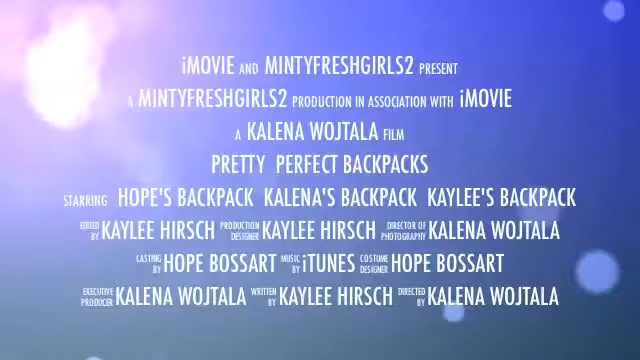 iMOVIE AND MINTYFRESHGIRLS2 PRESENT
A MINTYFRESHGIRLS2 PRODUCTION IN ASSOCIATION WITH iMOVIE
A KALENA WOJTALA FILM
PRETTY PERFECT BACKPACKS
STARRING HOPE'S BACKPACK KALENA'S BACKPACK KAYLEE'S BACKPACK
EDITED BY KAYLEE HIRSCH PRODUCTION DESIGNER KAYLEE HIRSCH DIRECTOR OF PHOTOGRAPHY KALENA WOJTALA
CASTING BY HOPE BOSSART MUSIC BY iTUNES COSTUME DESIGNER HOPE BOSSART
EXECUTIVE PRODUCER KALENA WOJTALA WRITTEN BY KAYLEE HIRSCH DIRECTED BY KALENA WOJTALA